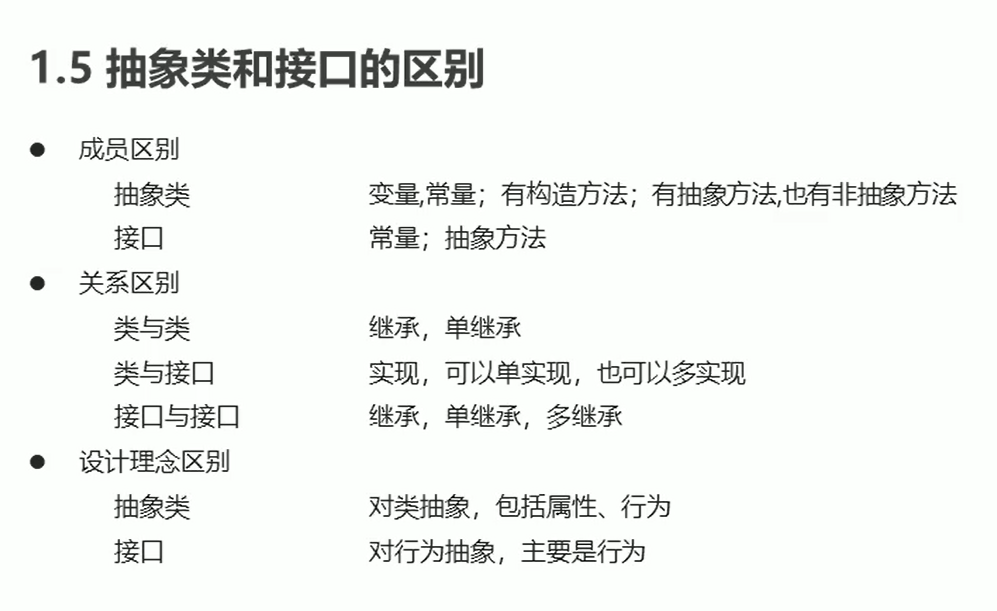 1.5 抽象类和接口的区别
● 成员区别
抽象类 变量,常量；有构造方法；有抽象方法,也有非抽象方法
接口 常量；抽象方法
● 关系区别
类与类 继承，单继承
类与接口 实现，可以单实现，也可以多实现
接口与接口 继承，单继承，多继承
● 设计理念区别
抽象类 对类抽象，包括属性、行为
接口 对行为抽象，主要是行为